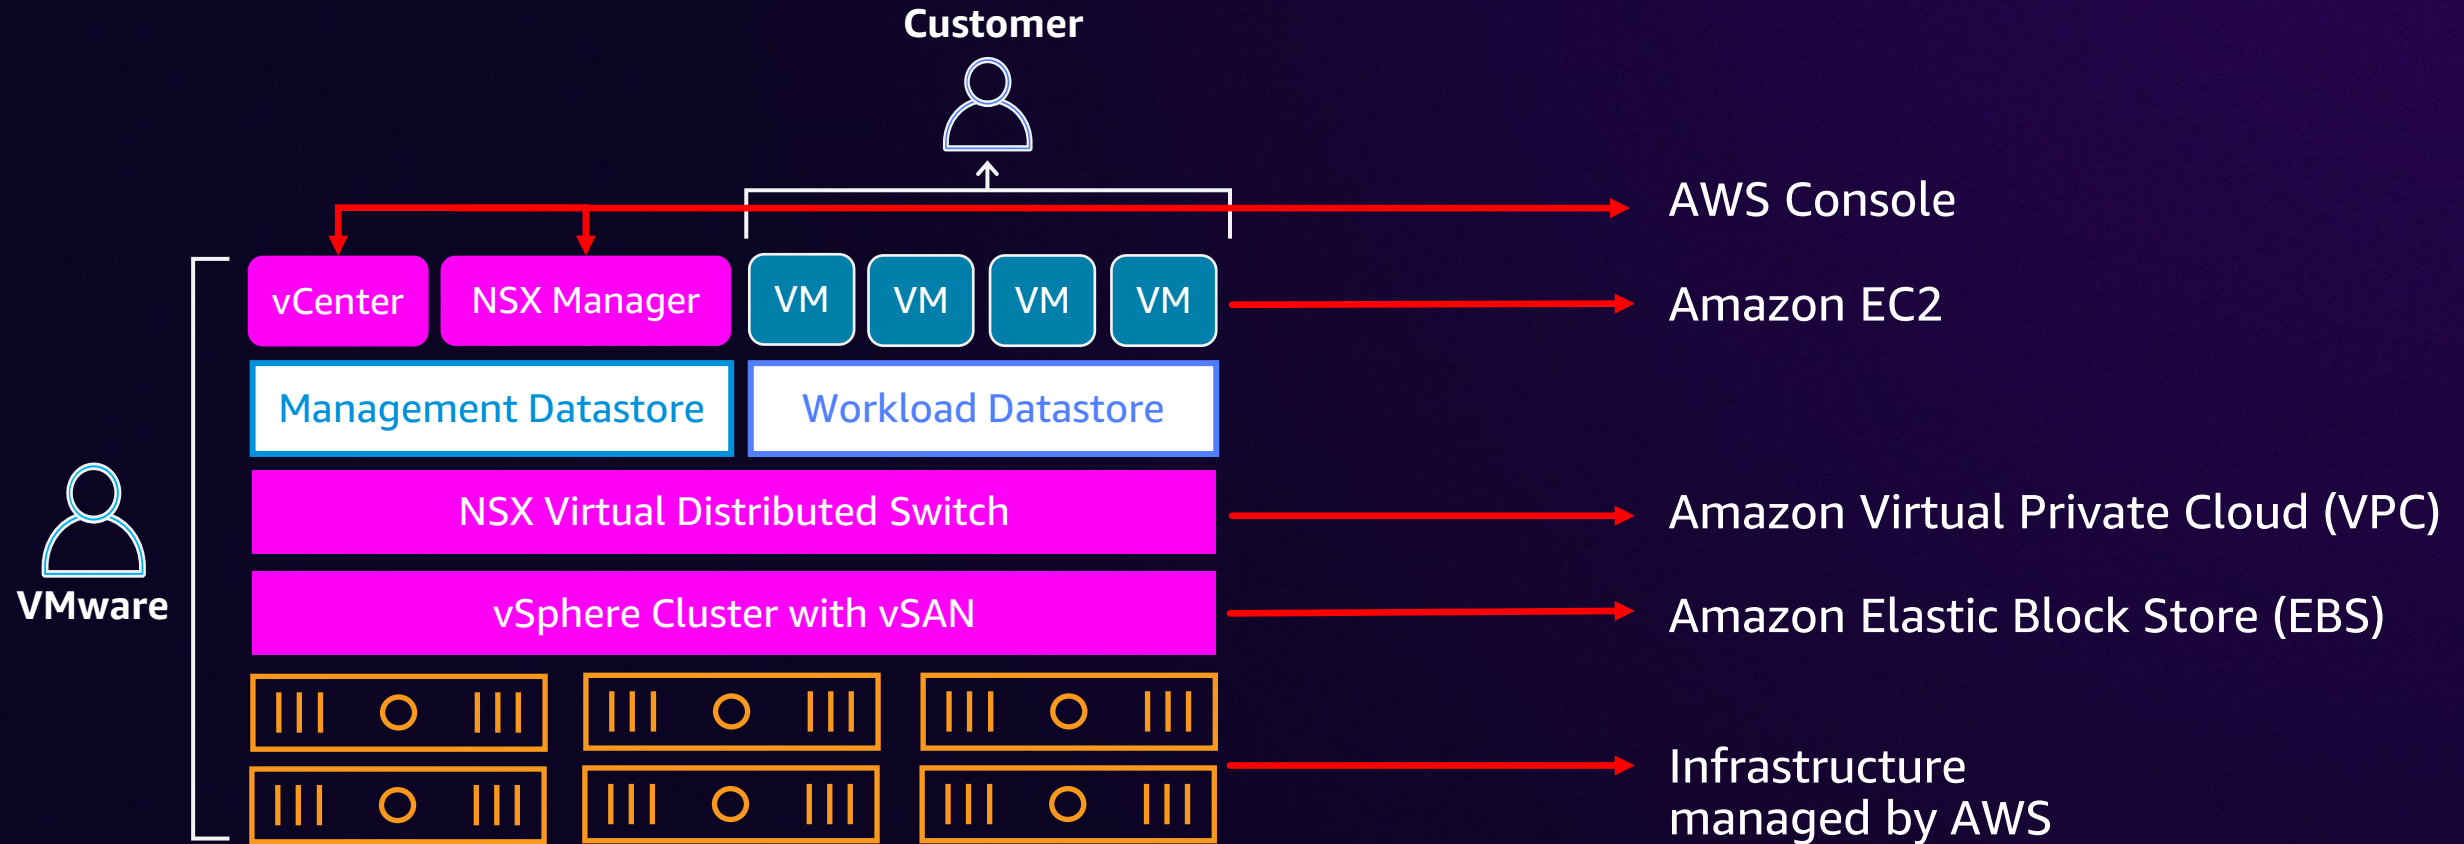 Customer
AWS Console
vCenter
NSX Manager
VM
VM
VM
VM
Amazon EC2
Management Datastore
Workload Datastore
NSX Virtual Distributed Switch
Amazon Virtual Private Cloud (VPC)
VMware
vSphere Cluster with vSAN
Amazon Elastic Block Store (EBS)
Infrastructure
managed by AWS